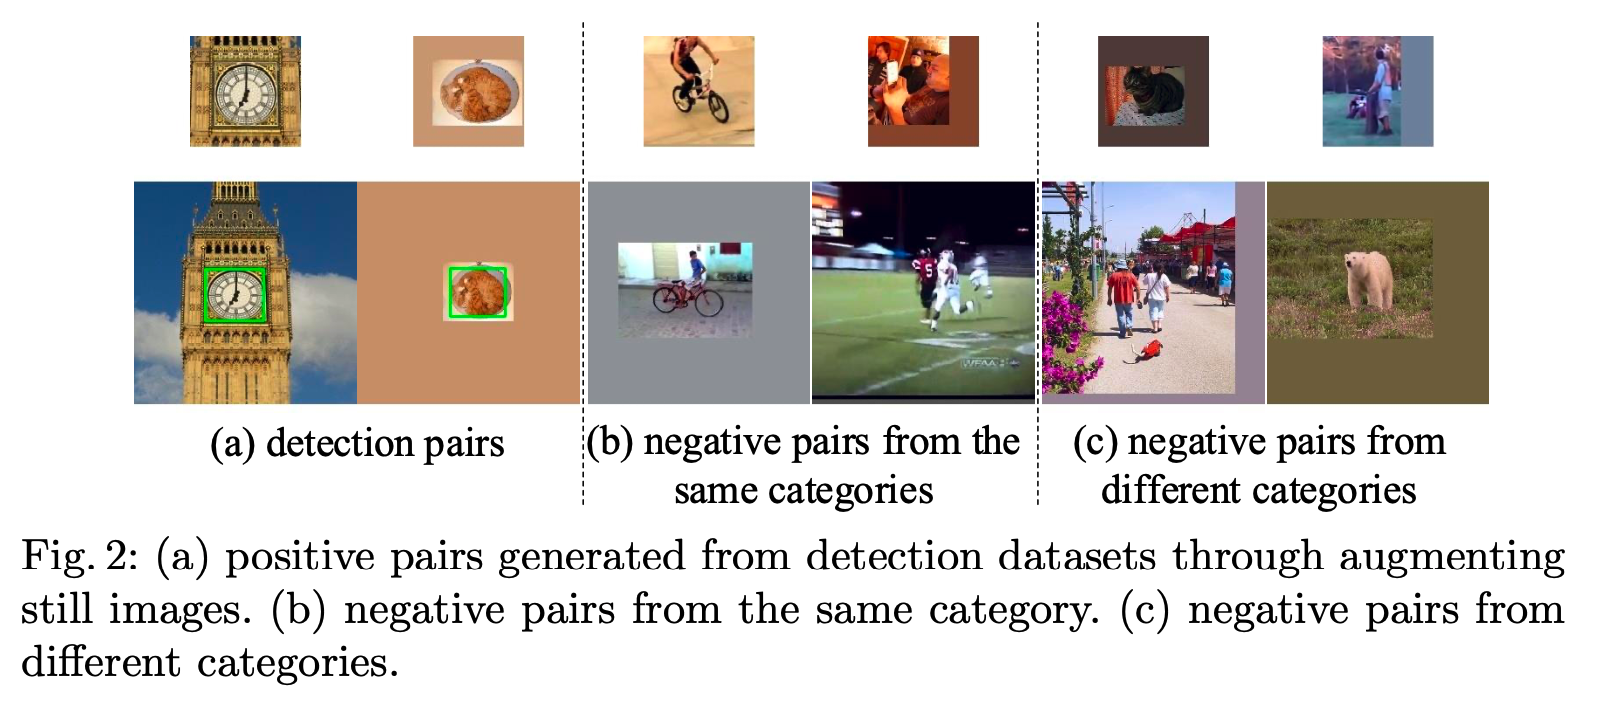 (a) detection pairs
(b) negative pairs from the
same categories
(c) negative pairs from
different categories
Fig. 2: (a) positive pairs generated from detection datasets through augmenting
still images. (b) negative pairs from the same category. (c) negative pairs from
different categories.